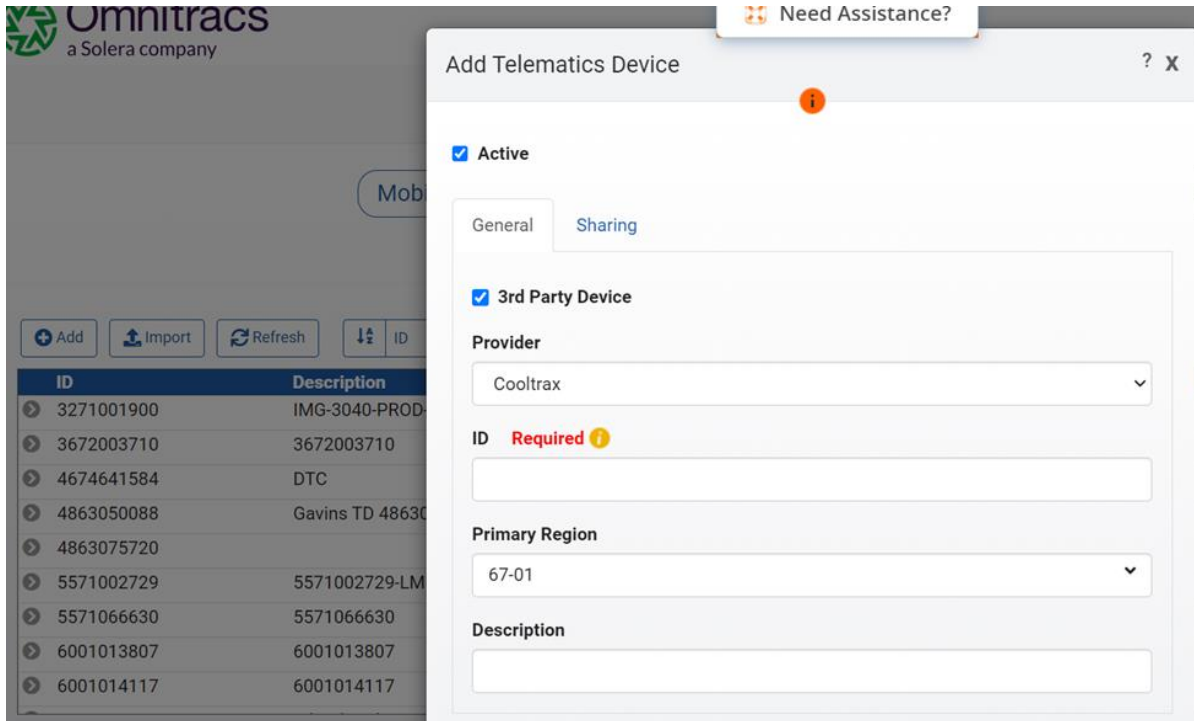 Omnitracs
a Solera company
Need Assistance?
Add Telematics Device
? X
i
Active
Mobi
General Sharing
3rd Party Device
Provider
Cooltrax
ID Required i
Primary Region
67-01
Description
Add Import Refresh ID
ID Description
3271001900 IMG-3040-PROD-
3672003710 3672003710
4674641584 DTC
4863050088 Gavins TD 48630
4863075720
5571002729 5571002729-LM
5571066630 5571066630
6001013807 6001013807
6001014117 6001014117